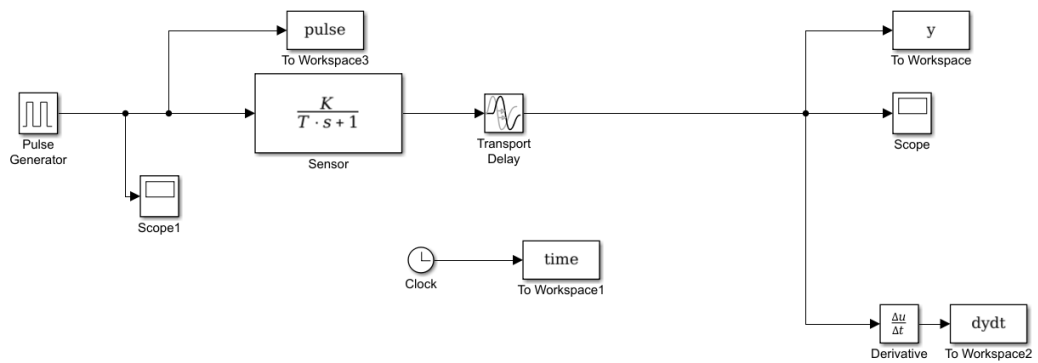 pulse
To Workspace3
y
To Workspace
Pulse
Generator
K
T · s + 1
Sensor
Transport
Delay
Scope
Scope1
Clock
time
To Workspace1
Δu
Δt
Derivative
dydt
To Workspace2